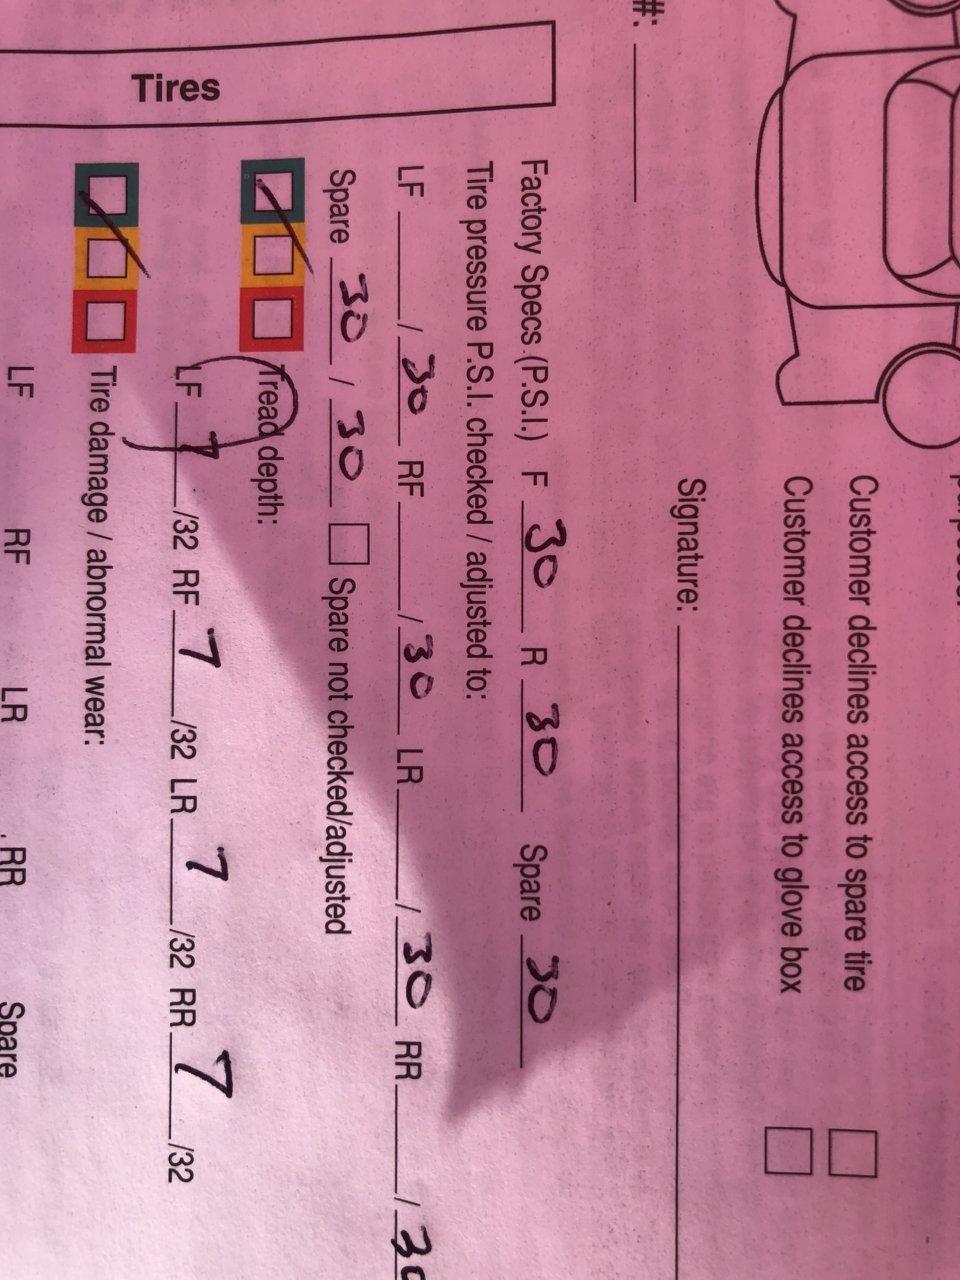 #:
Customer declines access to spare tire
Customer declines access to glove box
Signature:
Tires
Factory Specs (P.S.I.) F 30 R 30 Spare 30
Tire pressure P.S.I. checked / adjusted to:
LF / 30 RF / 30 LR / 30 RR / 30
Spare 30 / 30 Spare not checked/adjusted
Tread depth:
LF 7 /32 RF 7 /32 LR 7 /32 RR 7 /32
Tire damage / abnormal wear:
LF RF LR RR Spare